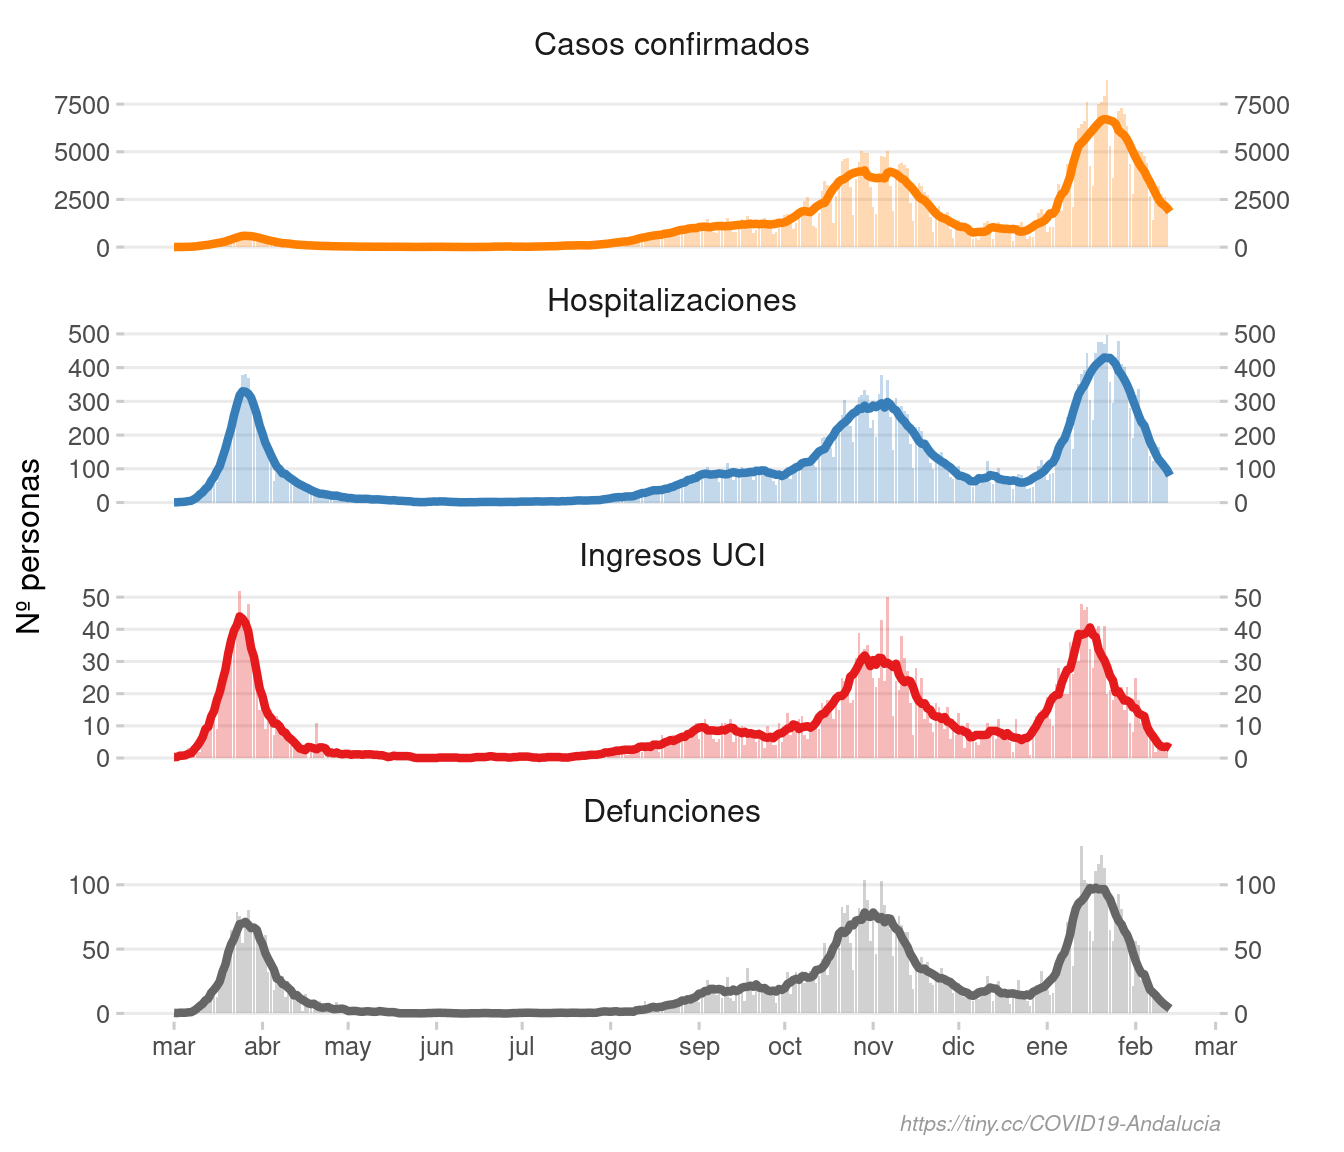 Casos confirmados
7500 7500
5000 5000
2500 2500
0 0
Hospitalizaciones
500 500
400 400
300 300
200 200
100 100
0 0
Nº personas
Ingresos UCI
50 50
40 40
30 30
20 20
10 10
0 0
Defunciones
100 100
50 50
0 0
mar abr may jun jul ago sep oct nov dic ene feb mar
https://tiny.cc/COVID19-Andalucia